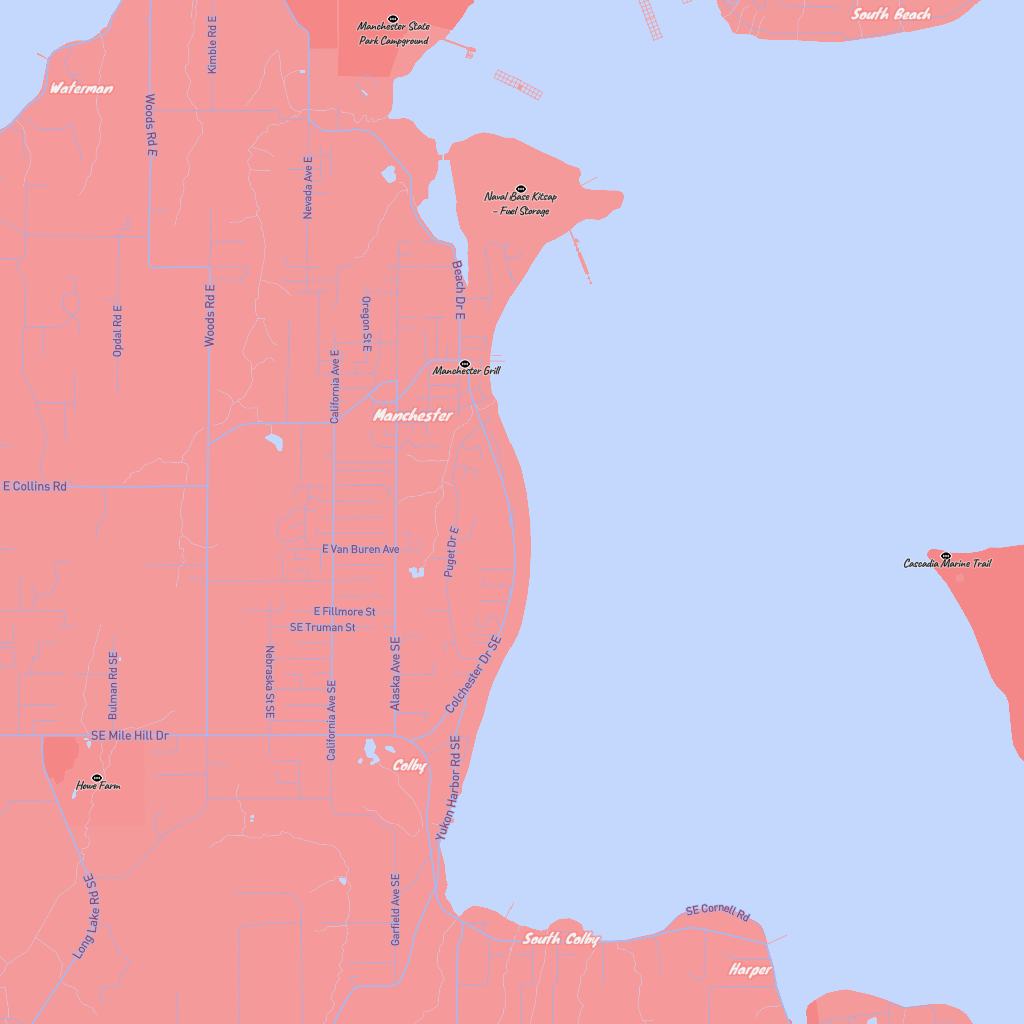 South Beach
Manchester State
Park Campground
Kimble Rd E
Waterman
Woods Rd E
Nevada Ave E
Naval Base Kitsap
- Fuel Storage
Beach Dr E
Woods Rd E
Opdal Rd E
Oregon St E
California Ave E
Manchester Grill
Manchester
E Collins Rd
E Van Buren Ave
Puget Dr E
Cascadia Marine Trail
E Fillmore St
SE Truman St
Nebraska St SE
Bulman Rd SE
California Ave SE
Alaska Ave SE
Colchester Dr SE
SE Mile Hill Dr
Colby
Yukon Harbor Rd SE
Howe Farm
Long Lake Rd SE
Garfield Ave SE
SE Cornell Rd
South Colby
Harper